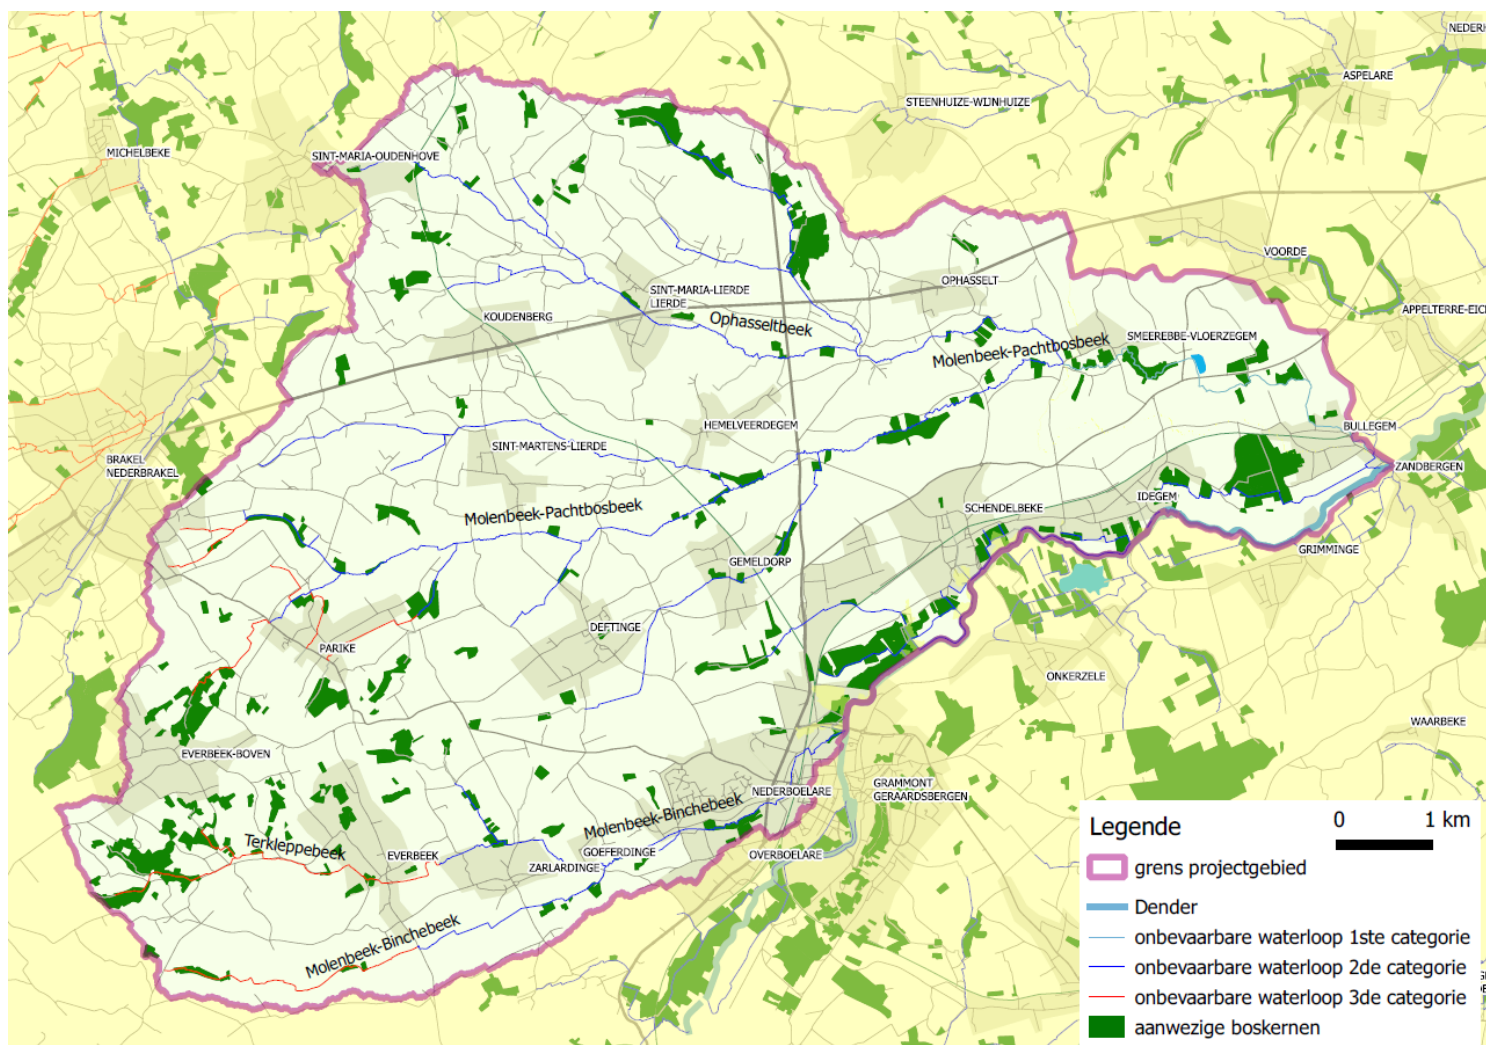 NEDERH
ASPELARE
STEENHUIZE-WIJNHUIZE
MICHELBEKE
SINT-MARIA-OUDENHOVE
VOORDE
OPHASSELT
SINT-MARIA-LIERDE
LIERDE
KOUDENBERG
Ophasseltbeek
APPELTERRE-EIC
SMEEREBBE-VLOERZEGEM
Molenbeek-Pachtbosbeek
HEMELVEERDEGEM
BULLEGEM
SINT-MARTENS-LIERDE
BRAKEL
NEDERBRAKEL
ZANDBERGEN
IDEGEM
SCHENDELBEKE
Molenbeek-Pachtbosbeek
GRIMMINGE
GEMELDORP
DEFTINGE
PARIKE
ONKERZELE
WAARBEKE
EVERBEEK-BOVEN
GRAMMONT
GERAARDSBERGEN
NEDERBOELARE
Molenbeek-Binchebeek
Terkleppebeek
EVERBEEK
GOEFERDINGE
ZARLARDINGE
OVERBOELARE
Molenbeek-Binchebeek
Legende
0 1 km
grens projectgebied
Dender
onbevaarbare waterloop 1ste categorie
onbevaarbare waterloop 2de categorie
onbevaarbare waterloop 3de categorie
aanwezige boskernen